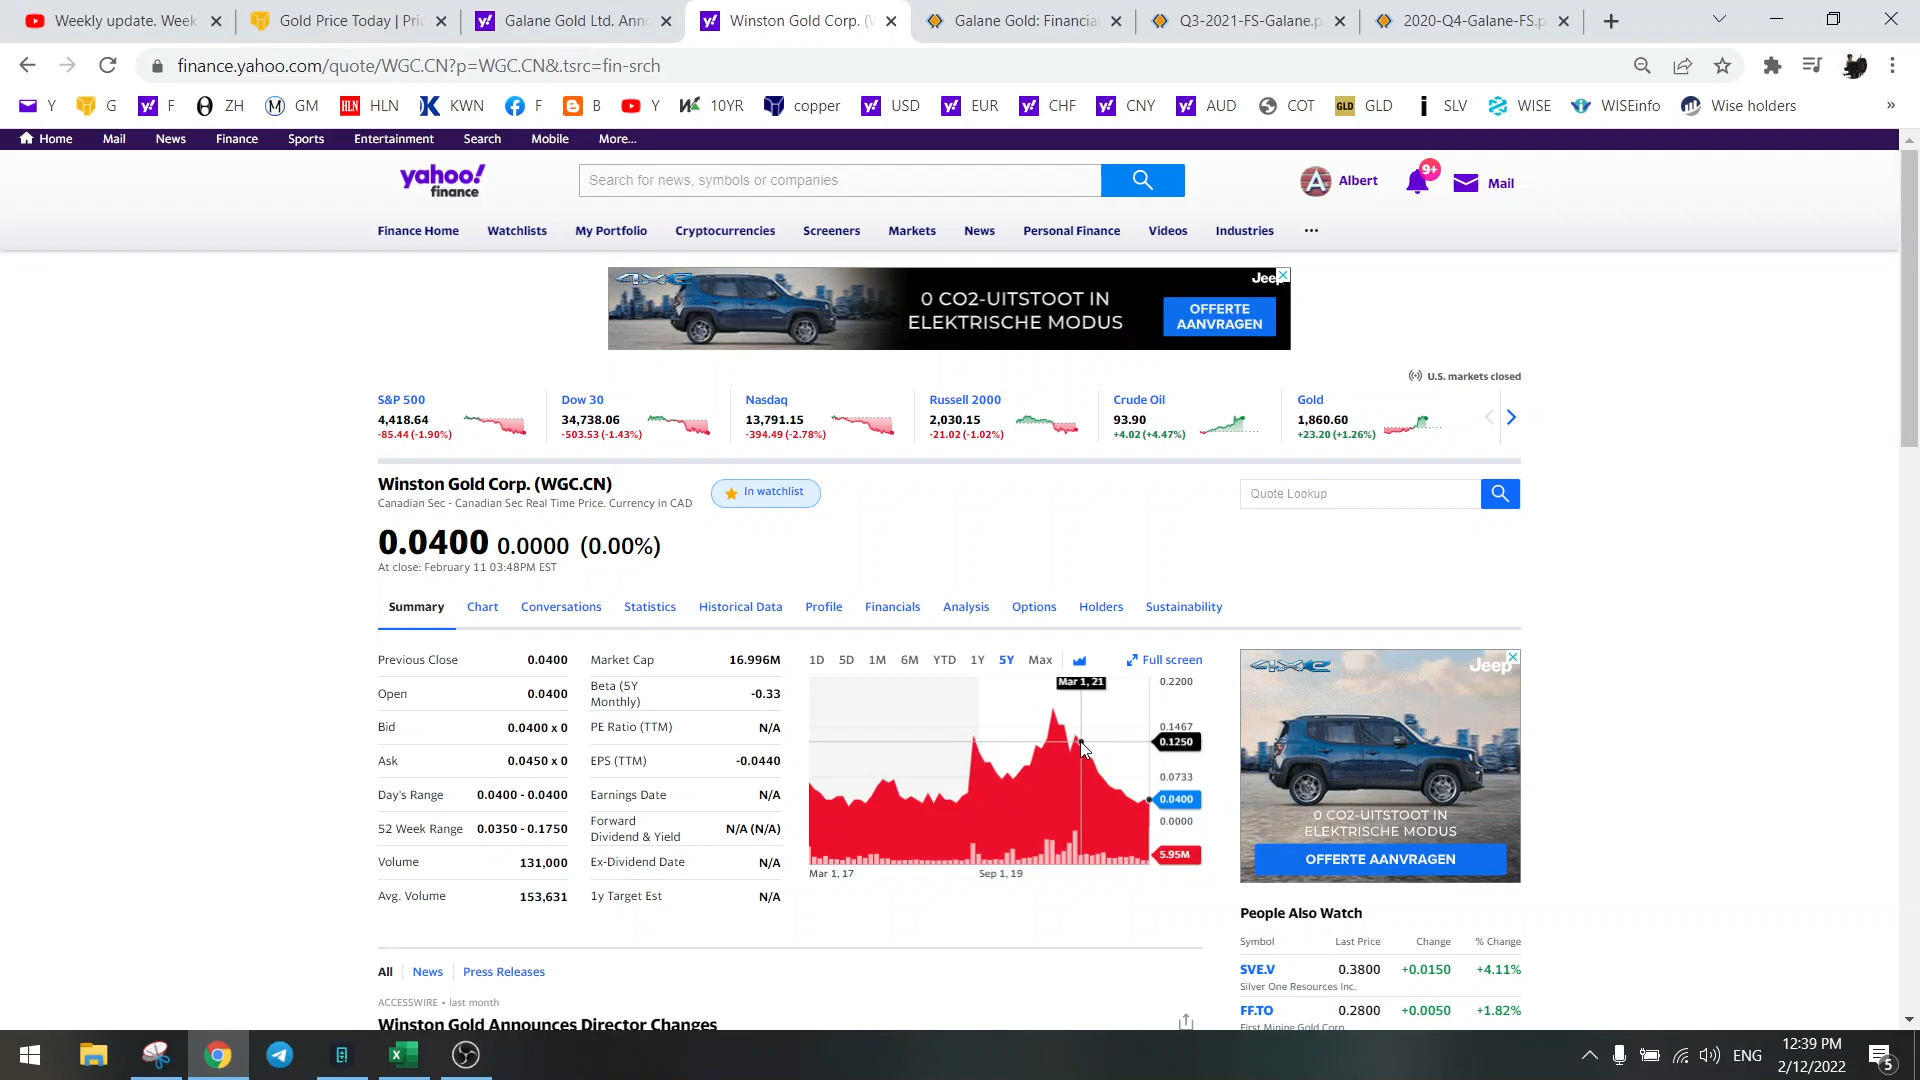 Weekly update. Week
Gold Price Today | Pric
Galane Gold Ltd. Anno
Winston Gold Corp. (W
Galane Gold: Financial
Q3-2021-FS-Galane.p
2020-Q4-Galane-FS.p
finance.yahoo.com/quote/WGC.CN?p=WGC.CN&.tsrc=fin-srch
Y G F ZH GM HLN KWN F B Y 10YR copper USD EUR CHF CNY AUD COT GLD SLV WISE WISEinfo Wise holders »
Home Mail News Finance Sports Entertainment Search Mobile More...
yahoo!
finance
Search for news, symbols or companies
Albert
9+
Mail
Finance Home Watchlists My Portfolio Cryptocurrencies Screeners Markets News Personal Finance Videos Industries ...
4xe
0 CO2-UITSTOOT IN
ELEKTRISCHE MODUS
Jeep
OFFERTE
AANVRAGEN
U.S. markets closed
S&P 500
4,418.64
-85.44 (-1.90%)
Dow 30
34,738.06
-503.53 (-1.43%)
Nasdaq
13,791.15
-394.49 (-2.78%)
Russell 2000
2,030.15
-21.02 (-1.02%)
Crude Oil
93.90
+4.02 (+4.47%)
Gold
1,860.60
+23.20 (+1.26%)
Winston Gold Corp. (WGC.CN)
Canadian Sec - Canadian Sec Real Time Price. Currency in CAD
In watchlist
Quote Lookup
0.0400 0.0000 (0.00%)
At close: February 11 03:48PM EST
Summary Chart Conversations Statistics Historical Data Profile Financials Analysis Options Holders Sustainability
Previous Close 0.0400
Open 0.0400
Bid 0.0400 x 0
Ask 0.0450 x 0
Day's Range 0.0400 - 0.0400
52 Week Range 0.0350 - 0.1750
Volume 131,000
Avg. Volume 153,631
Market Cap 16.996M
Beta (5Y
Monthly) -0.33
PE Ratio (TTM) N/A
EPS (TTM) -0.0440
Earnings Date N/A
Forward
Dividend & Yield N/A (N/A)
Ex-Dividend Date N/A
1y Target Est N/A
1D 5D 1M 6M YTD 1Y 5Y Max Full screen
Mar 1, 21
0.2200
0.1467
0.1250
0.0733
0.0400
0.0000
5.95M
Mar 1, 17 Sep 1, 19
4xe
Jeep
0 CO2-UITSTOOT IN
ELEKTRISCHE MODUS
OFFERTE AANVRAGEN
People Also Watch
Symbol Last Price Change % Change
SVE.V 0.3800 +0.0150 +4.11%
Silver One Resources Inc.
FF.TO 0.2800 +0.0050 +1.82%
First Mining Gold Corp.
All News Press Releases
ACCESSWIRE • last month
Winston Gold Announces Director Changes
ENG
12:39 PM
2/12/2022
5